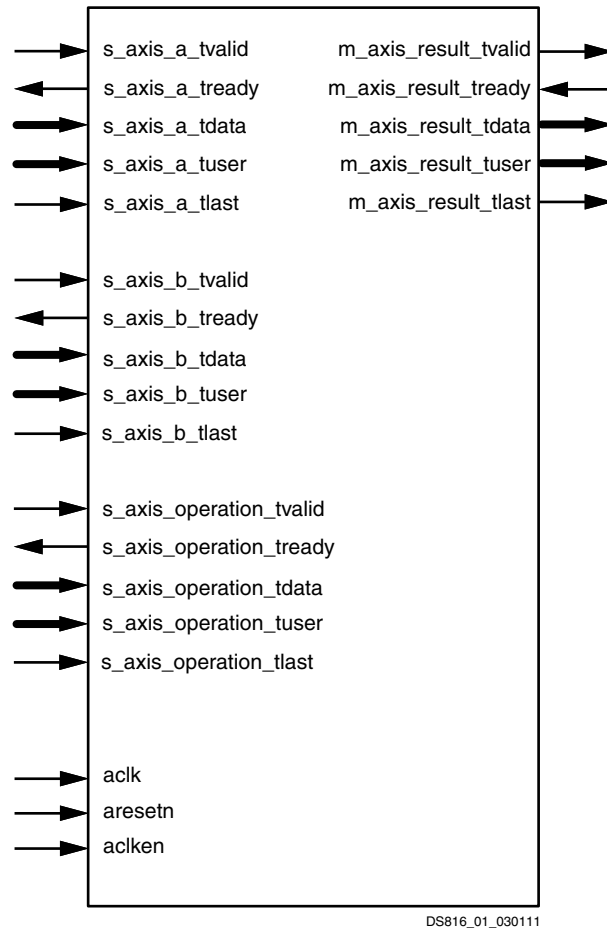 s_axis_a_tvalid
s_axis_a_tready
s_axis_a_tdata
s_axis_a_tuser
s_axis_a_tlast
m_axis_result_tvalid
m_axis_result_tready
m_axis_result_tdata
m_axis_result_tuser
m_axis_result_tlast
s_axis_b_tvalid
s_axis_b_tready
s_axis_b_tdata
s_axis_b_tuser
s_axis_b_tlast
s_axis_operation_tvalid
s_axis_operation_tready
s_axis_operation_tdata
s_axis_operation_tuser
s_axis_operation_tlast
aclk
aresetn
aclken
DS816_01_030111